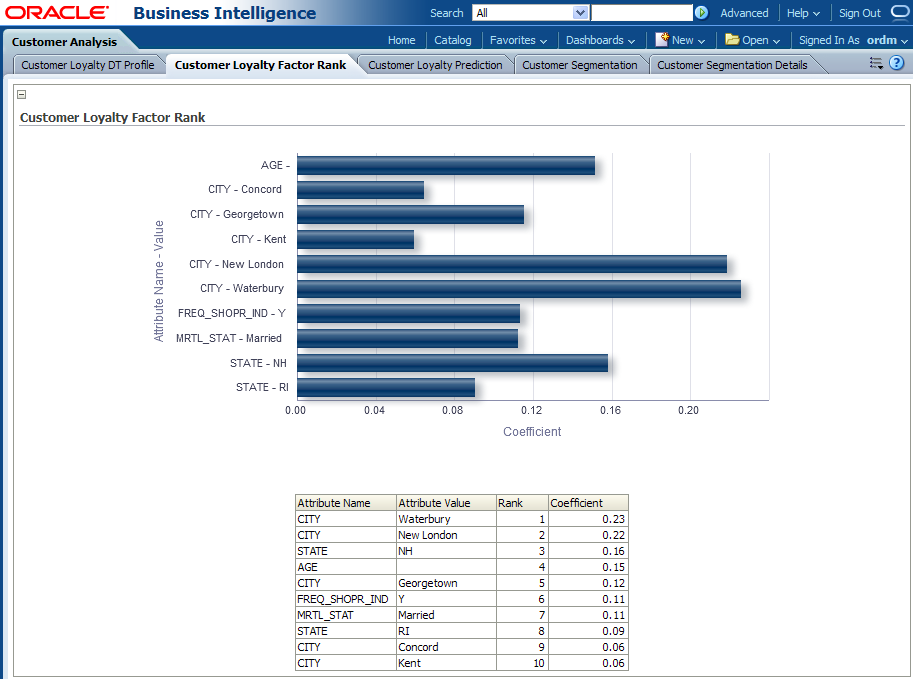 ORACLE Business Intelligence Search All Advanced Help Sign Out
Customer Analysis Home Catalog Favorites Dashboards New Open Signed In As ordm
Customer Loyalty DT Profile Customer Loyalty Factor Rank Customer Loyalty Prediction Customer Segmentation Customer Segmentation Details
Customer Loyalty Factor Rank
Attribute Name - Value
AGE -
CITY - Concord
CITY - Georgetown
CITY - Kent
CITY - New London
CITY - Waterbury
FREQ_SHOPR_IND - Y
MRTL_STAT - Married
STATE - NH
STATE - RI
0.00 0.04 0.08 0.12 0.16 0.20
Coefficient
Attribute Name Attribute Value Rank Coefficient
CITY Waterbury 1 0.23
CITY New London 2 0.22
STATE NH 3 0.16
AGE 4 0.15
CITY Georgetown 5 0.12
FREQ_SHOPR_IND Y 6 0.11
MRTL_STAT Married 7 0.11
STATE RI 8 0.09
CITY Concord 9 0.06
CITY Kent 10 0.06